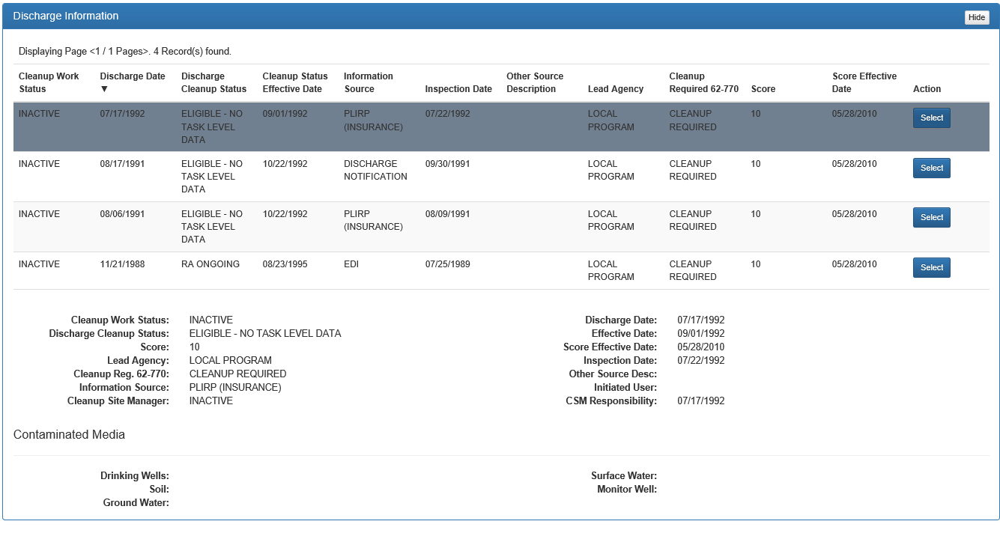 Discharge Information
Hide
Displaying Page <1 / 1 Pages>. 4 Record(s) found.
Cleanup Work Discharge Date Discharge Cleanup Status Information Other Source Cleanup Score Effective
Status ▼ Cleanup Status Effective Date Source Inspection Date Description Lead Agency Required 62-770 Score Date Action
INACTIVE 07/17/1992 ELIGIBLE - NO 09/01/1992 PLIRP 07/22/1992 LOCAL CLEANUP 10 05/28/2010 Select
TASK LEVEL (INSURANCE) PROGRAM REQUIRED
DATA
INACTIVE 08/17/1991 ELIGIBLE - NO 10/22/1992 DISCHARGE 09/30/1991 LOCAL CLEANUP 10 05/28/2010 Select
TASK LEVEL NOTIFICATION PROGRAM REQUIRED
DATA
INACTIVE 08/06/1991 ELIGIBLE - NO 10/22/1992 PLIRP 08/09/1991 LOCAL CLEANUP 10 05/28/2010 Select
TASK LEVEL (INSURANCE) PROGRAM REQUIRED
DATA
INACTIVE 11/21/1988 RA ONGOING 08/23/1995 EDI 07/25/1989 LOCAL CLEANUP 10 05/28/2010 Select
PROGRAM REQUIRED
Cleanup Work Status: INACTIVE Discharge Date: 07/17/1992
Discharge Cleanup Status: ELIGIBLE - NO TASK LEVEL DATA Effective Date: 09/01/1992
Score: 10 Score Effective Date: 05/28/2010
Lead Agency: LOCAL PROGRAM Inspection Date: 07/22/1992
Cleanup Reg. 62-770: CLEANUP REQUIRED Other Source Desc:
Information Source: PLIRP (INSURANCE) Initiated User:
Cleanup Site Manager: INACTIVE CSM Responsibility: 07/17/1992
Contaminated Media
Drinking Wells: Surface Water:
Soil: Monitor Well:
Ground Water: